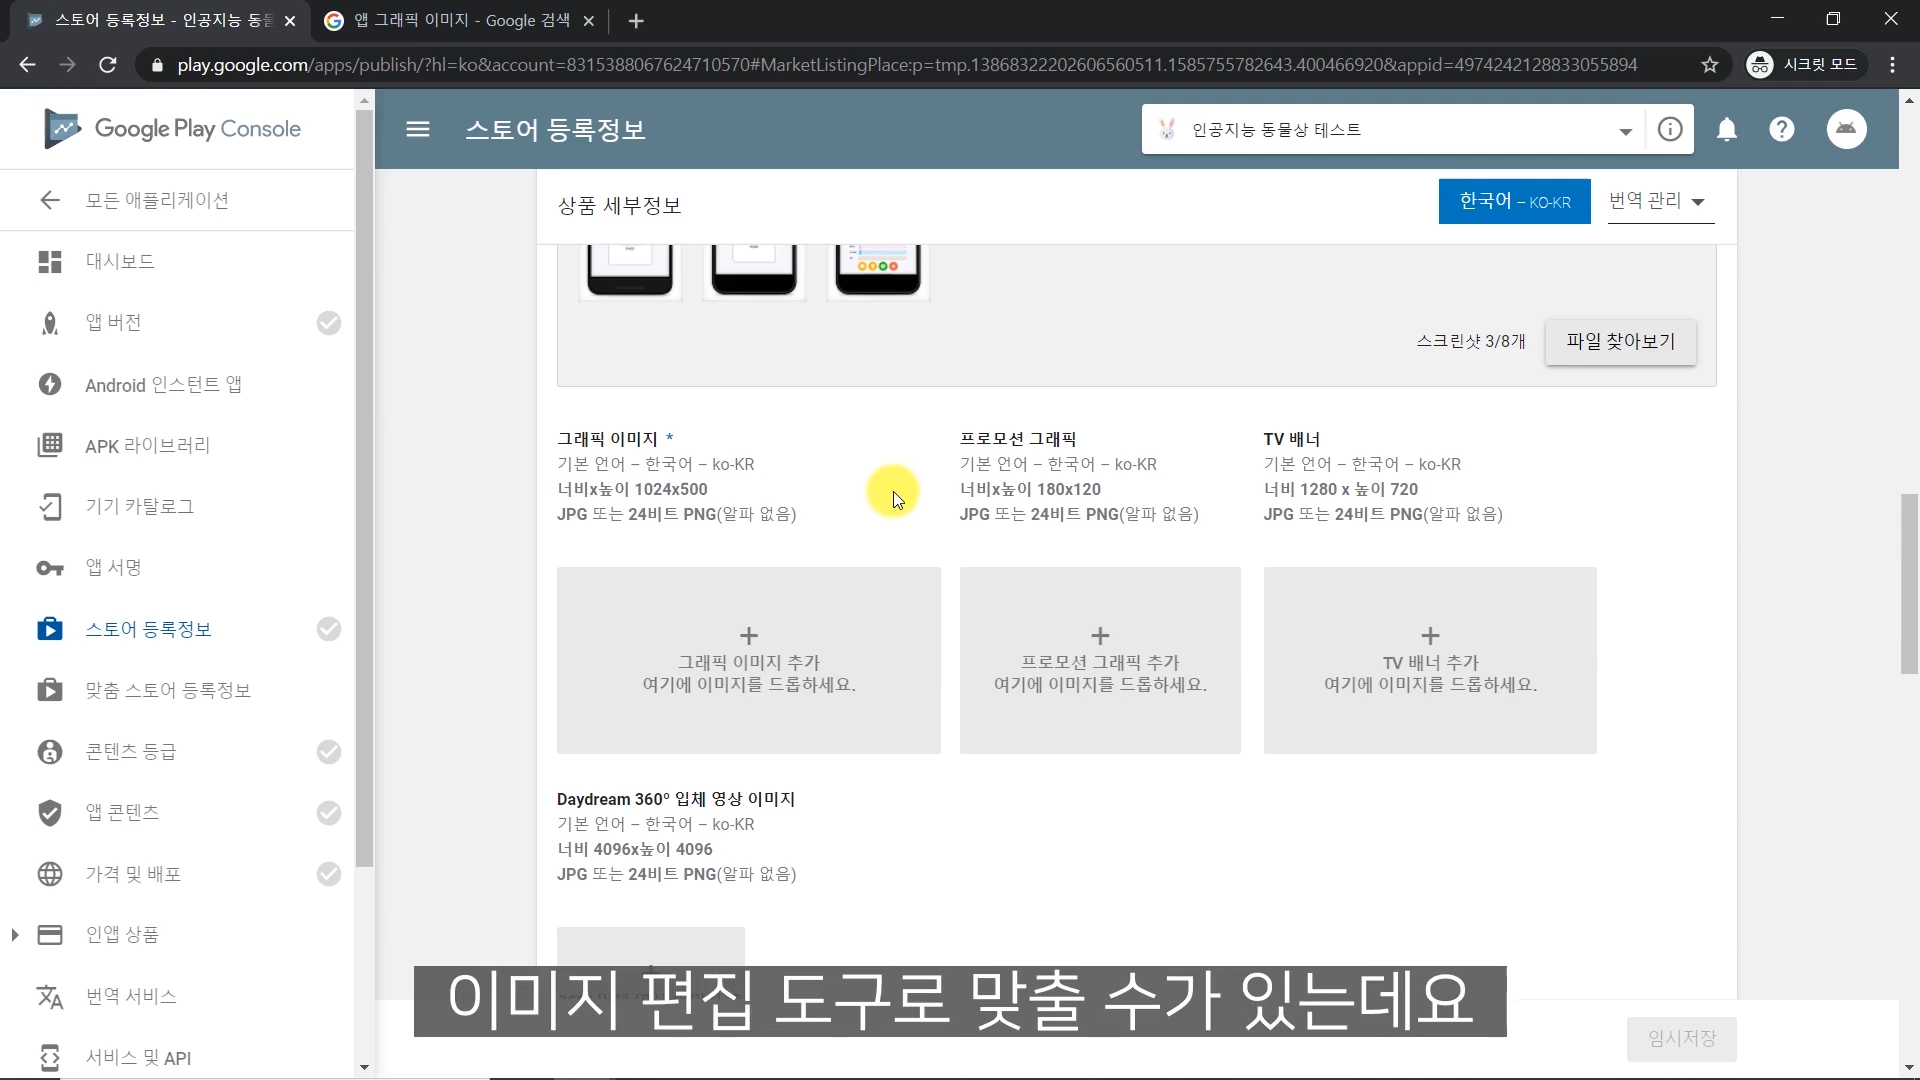 스토어 등록정보 - 인공지능 동물
앱 그래픽 이미지 - Google 검색
play.google.com/apps/publish/?hl=ko&account=8315388067624710570#MarketListingPlace:p=tmp.13868322202606560511.1585755782643.400466920&appid=4974242128833055894
시크릿 모드
Google Play Console
스토어 등록정보
인공지능 동물상 테스트
모든 애플리케이션
대시보드
앱 버전
Android 인스턴트 앱
APK 라이브러리
기기 카탈로그
앱 서명
스토어 등록정보
맞춤 스토어 등록정보
콘텐츠 등급
앱 콘텐츠
가격 및 배포
인앱 상품
번역 서비스
서비스 및 API
상품 세부정보
한국어 – KO-KR
번역 관리
스크린샷 3/8개
파일 찾아보기
그래픽 이미지 *
기본 언어 – 한국어 – ko-KR
너비x높이 1024x500
JPG 또는 24비트 PNG(알파 없음)
프로모션 그래픽
기본 언어 – 한국어 – ko-KR
너비x높이 180x120
JPG 또는 24비트 PNG(알파 없음)
TV 배너
기본 언어 – 한국어 – ko-KR
너비 1280 x 높이 720
JPG 또는 24비트 PNG(알파 없음)
그래픽 이미지 추가
여기에 이미지를 드롭하세요.
프로모션 그래픽 추가
여기에 이미지를 드롭하세요.
TV 배너 추가
여기에 이미지를 드롭하세요.
Daydream 360° 입체 영상 이미지
기본 언어 – 한국어 – ko-KR
너비 4096x높이 4096
JPG 또는 24비트 PNG(알파 없음)
이미지 편집 도구로 맞출 수가 있는데요
임시저장